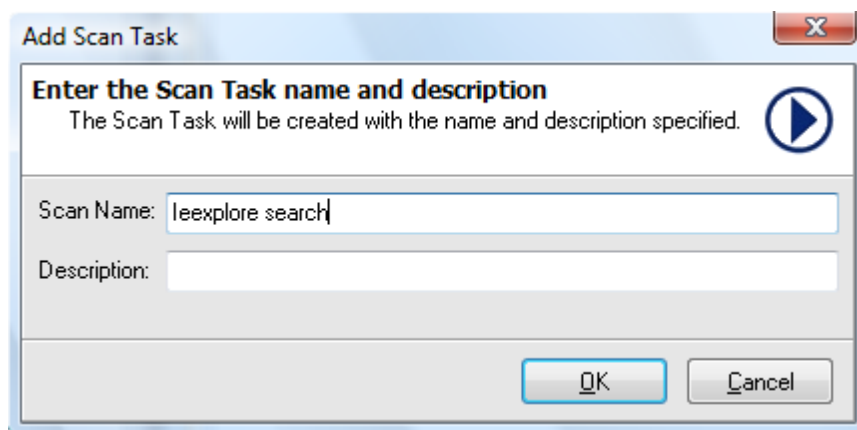 Add Scan Task
Enter the Scan Task name and description
The Scan Task will be created with the name and description specified.
Scan Name: Ieexplore search
Description:
OK Cancel